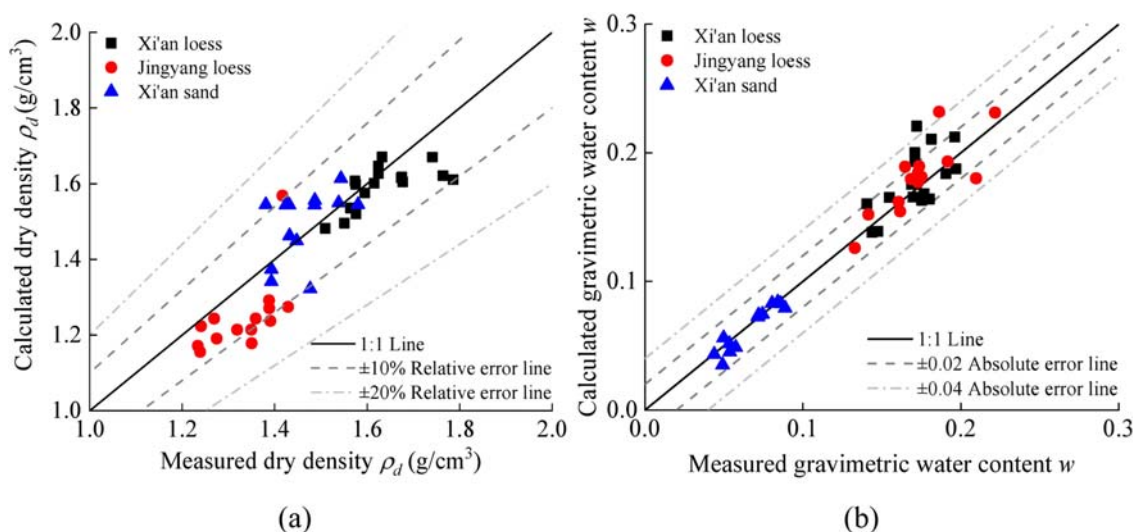 2.0
1.8
1.6
1.4
1.2
1.0
1.0
1.2
1.4
1.6
1.8
2.0
Calculated dry density ρd (g/cm³)
Measured dry density ρd (g/cm³)
Xi'an loess
Jingyang loess
Xi'an sand
1:1 Line
±10% Relative error line
±20% Relative error line
(a)
0.3
0.2
0.1
0.0
0.0
0.1
0.2
0.3
Calculated gravimetric water content w
Measured gravimetric water content w
Xi'an loess
Jingyang loess
Xi'an sand
1:1 Line
±0.02 Absolute error line
±0.04 Absolute error line
(b)